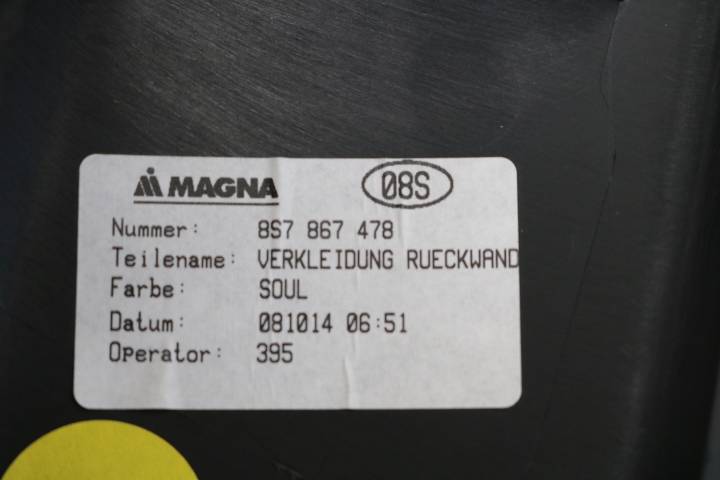 MAGNA 08S
Nummer: 8S7 867 478
Teilename: VERKLEIDUNG RUECKWAND
Farbe: SOUL
Datum: 081014 06:51
Operator: 395